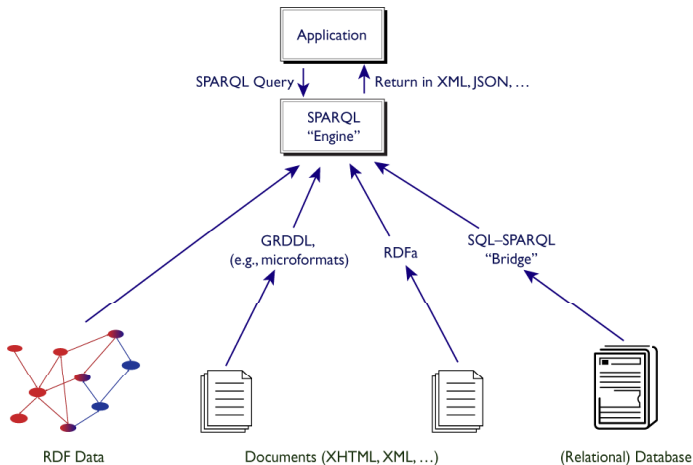 Application
SPARQL Query
Return in XML, JSON, …
SPARQL
“Engine”
GRDDL,
(e.g., microformats)
RDFa
SQL–SPARQL
“Bridge”
RDF Data
Documents (XHTML, XML, …)
(Relational) Database